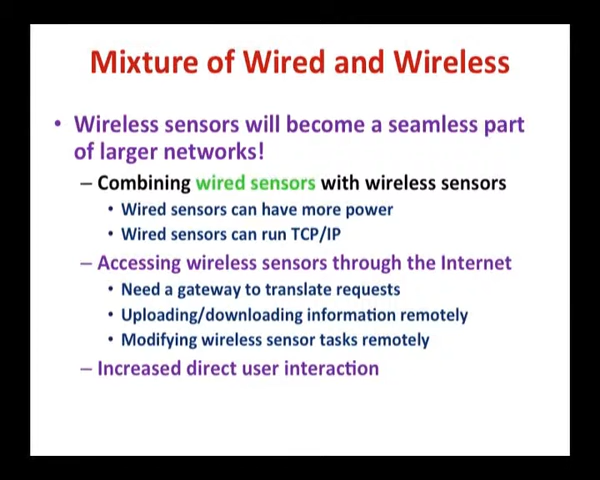 Mixture of Wired and Wireless
• Wireless sensors will become a seamless part
of larger networks!
– Combining wired sensors with wireless sensors
• Wired sensors can have more power
• Wired sensors can run TCP/IP
– Accessing wireless sensors through the Internet
• Need a gateway to translate requests
• Uploading/downloading information remotely
• Modifying wireless sensor tasks remotely
– Increased direct user interaction